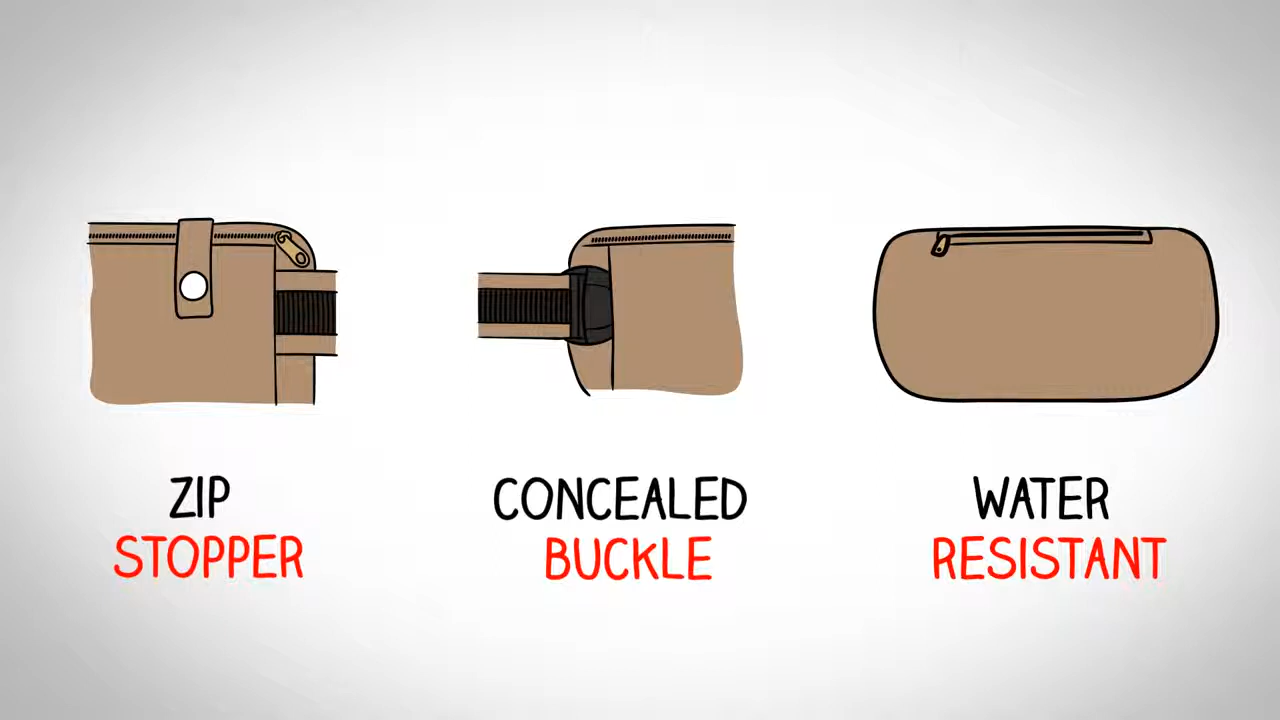 ZIP
STOPPER
CONCEALED
BUCKLE
WATER
RESISTANT